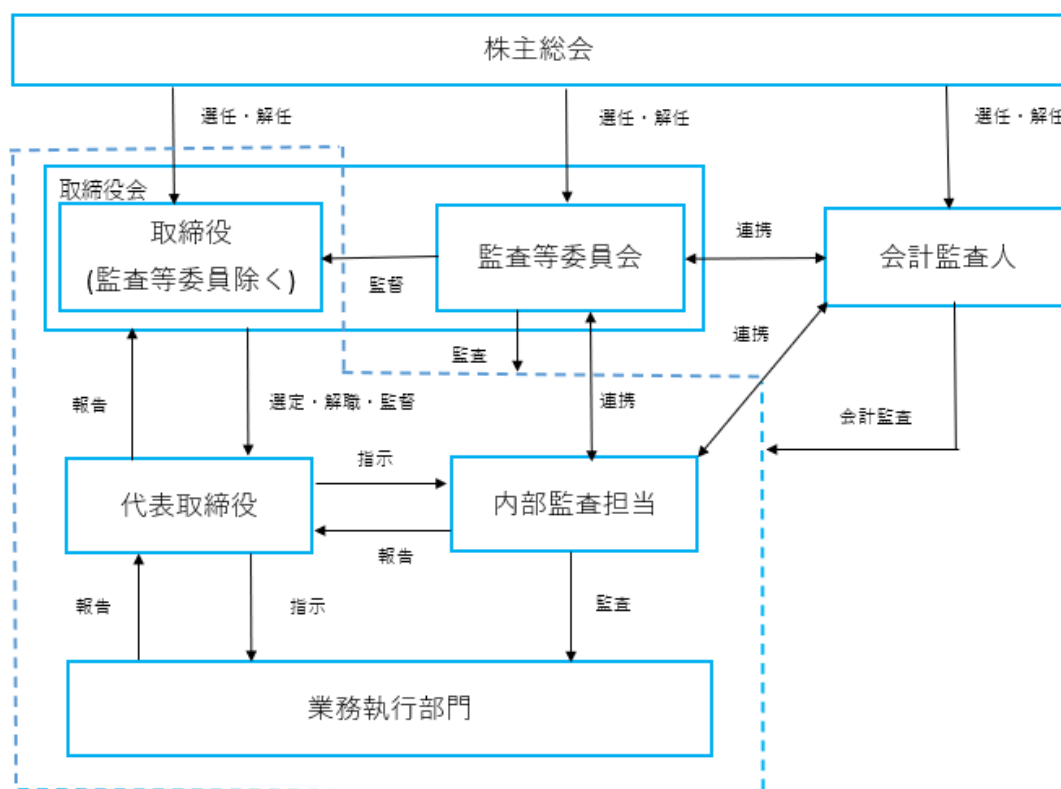 株主総会
選任・解任
選任・解任
選任・解任
取締役会
取締役
(監査等委員除く)
監督
監査等委員会
連携
会計監査人
監査
連携
連携
報告
選定・解職・監督
会計監査
代表取締役
指示
報告
内部監査担当
報告
指示
監査
業務執行部門